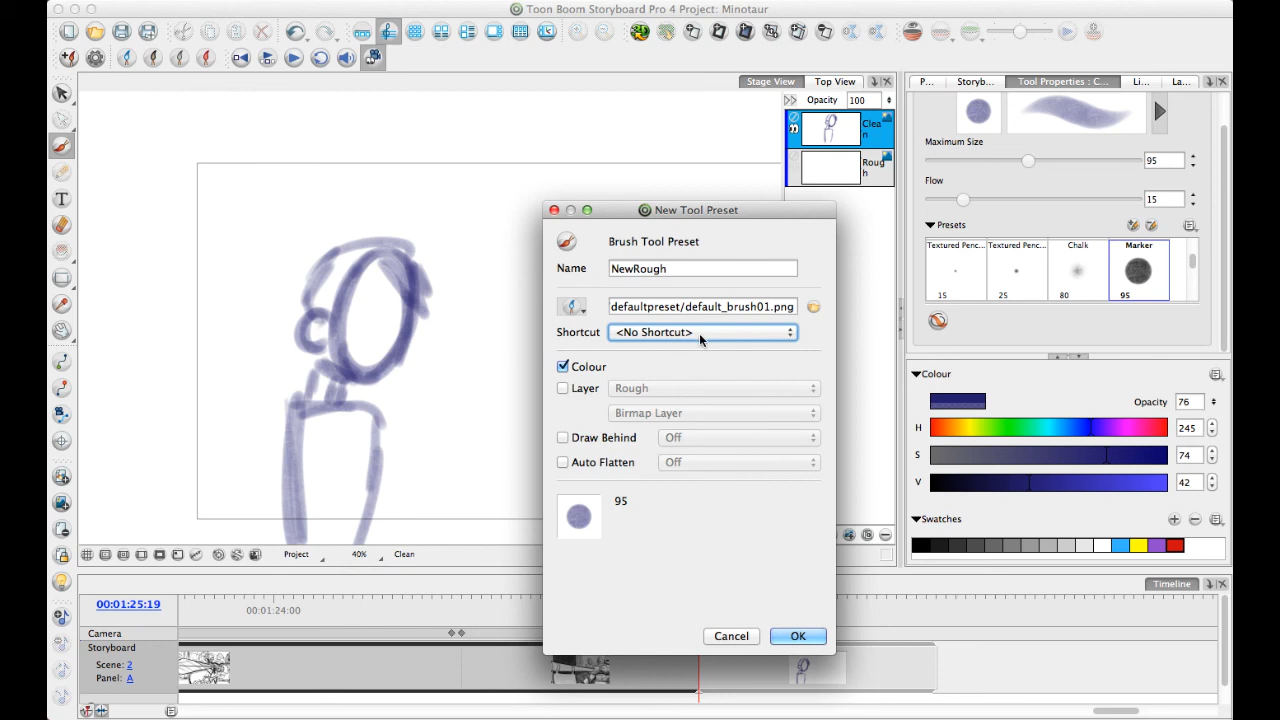 Toon Boom Storyboard Pro 4 Project: Minotaur
Stage View
Top View
P...
Storyb...
Tool Properties : C...
Li...
La...
Opacity 100
Clea
n
Roug
h
Maximum Size
95
Flow
15
Presets
Textured Penc...
Textured Penc...
Chalk
Marker
15
25
80
95
New Tool Preset
Brush Tool Preset
Name NewRough
defaultpreset/default_brush01.png
Shortcut <No Shortcut>
Colour
Layer Rough
Birmap Layer
Draw Behind Off
Auto Flatten Off
95
Cancel
OK
Colour
Opacity 76
H 245
S 74
V 42
Swatches
Project
40%
Clean
Timeline
00:01:25:19
00:01:24:00
Camera
Storyboard
Scene: 2
Panel: A